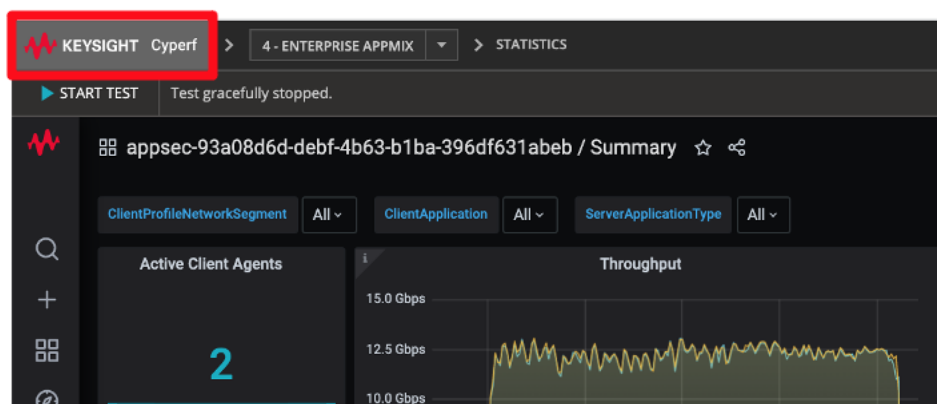 KEYSIGHT Cyperf > 4 - ENTERPRISE APPMIX > STATISTICS
START TEST Test gracefully stopped.
appsec-93a08d6d-debf-4b63-b1ba-396df631abeb / Summary
ClientProfileNetworkSegment All ClientApplication All ServerApplicationType All
Active Client Agents
i
Throughput
2
15.0 Gbps
12.5 Gbps
10.0 Gbps